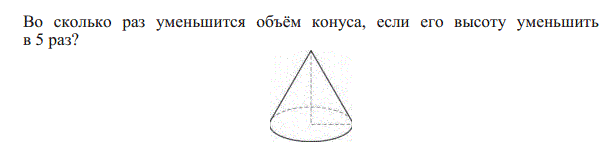 Во сколько раз уменьшится объём конуса, если его высоту уменьшить
в 5 раз?